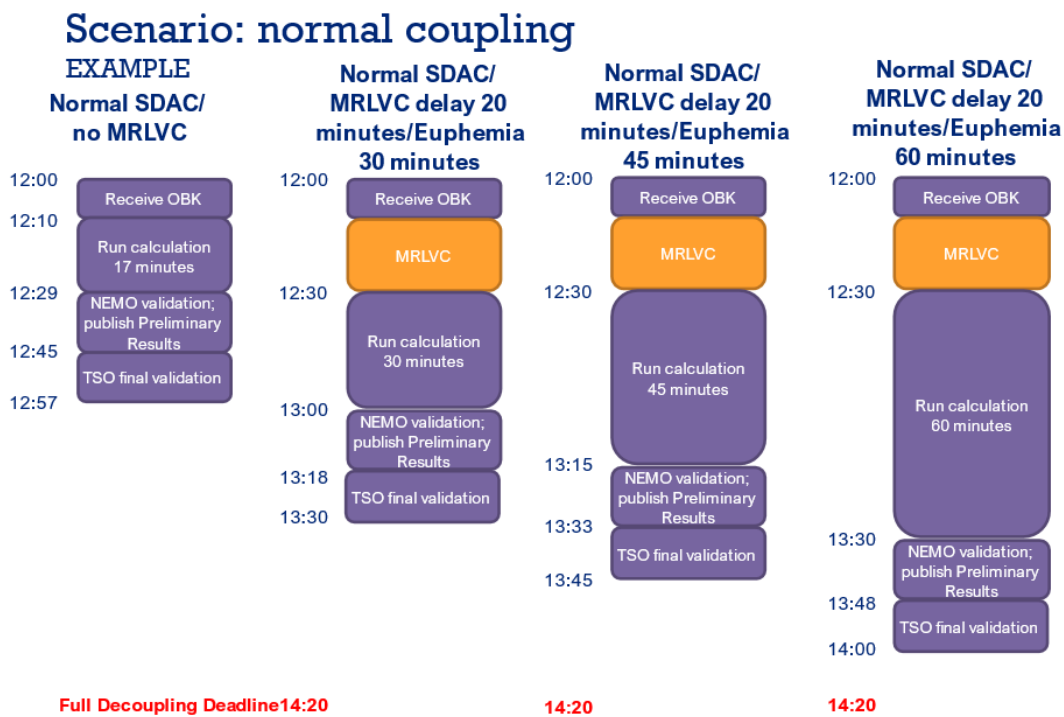 Scenario: normal coupling
EXAMPLE
Normal SDAC/
no MRLVC
12:00
Receive OBK
12:10
Run calculation
17 minutes
12:29
NEMO validation;
publish Preliminary
Results
12:45
TSO final validation
12:57
Normal SDAC/
MRLVC delay 20
minutes/Euphemia
30 minutes
12:00
Receive OBK
MRLVC
12:30
Run calculation
30 minutes
13:00
NEMO validation;
publish Preliminary
Results
13:18
TSO final validation
13:30
Normal SDAC/
MRLVC delay 20
minutes/Euphemia
45 minutes
12:00
Receive OBK
MRLVC
12:30
Run calculation
45 minutes
13:15
NEMO validation;
publish Preliminary
Results
13:33
TSO final validation
13:45
Normal SDAC/
MRLVC delay 20
minutes/Euphemia
60 minutes
12:00
Receive OBK
MRLVC
12:30
Run calculation
60 minutes
13:30
NEMO validation;
publish Preliminary
Results
13:48
TSO final validation
14:00
Full Decoupling Deadline14:20
14:20
14:20